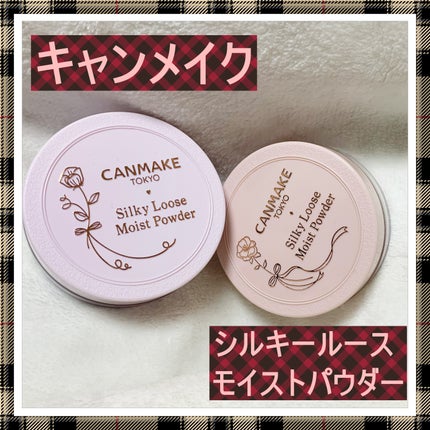 キャンメイク
CANMAKE
TOKYO
Silky Loose
Moist Powder
CANMAKE
TOKYO
Silky Loose
Moist Powder
シルキールース
モイストパウダー